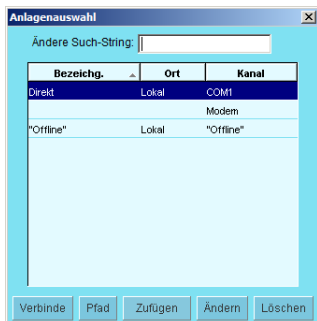 Anlagenauswahl
Ändere Such-String:
Bezeichg. Ort Kanal
Direkt Lokal COM1
Modem
"Offline" Lokal "Offline"
Verbinde Pfad Zufügen Ändern Löschen